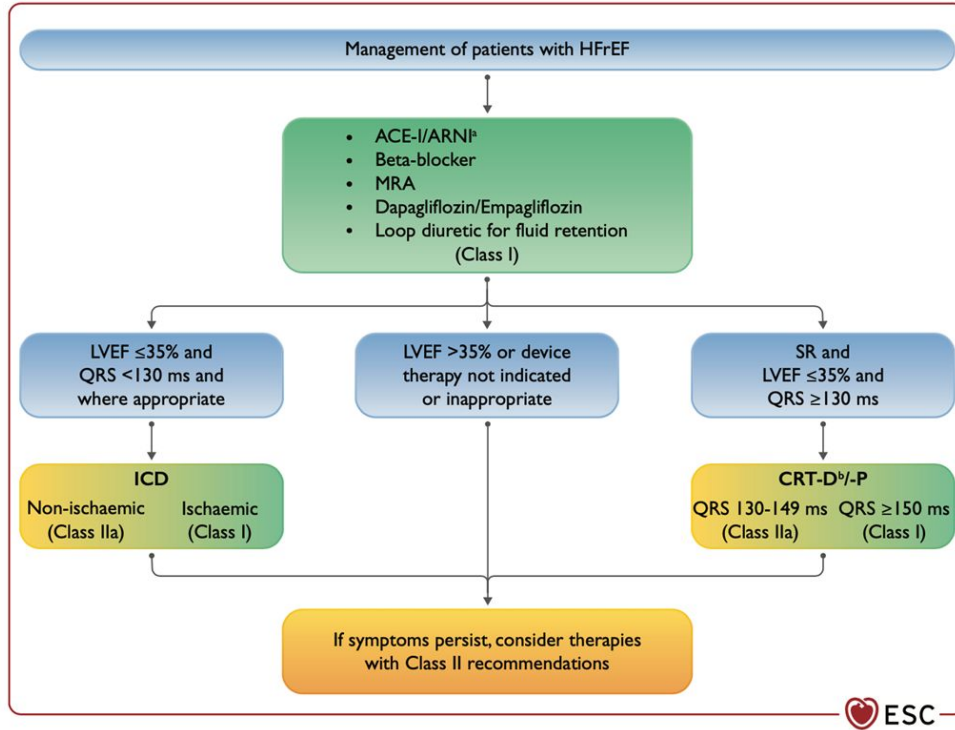 Management of patients with HFrEF
• ACE-I/ARNIᵃ
• Beta-blocker
• MRA
• Dapagliflozin/Empagliflozin
• Loop diuretic for fluid retention
(Class I)
LVEF ≤35% and
QRS <130 ms and
where appropriate
LVEF >35% or device
therapy not indicated
or inappropriate
SR and
LVEF ≤35% and
QRS ≥130 ms
ICD
Non-ischaemic
(Class IIa)
Ischaemic
(Class I)
CRT-Dᵇ/-P
QRS 130-149 ms
(Class IIa)
QRS ≥150 ms
(Class I)
If symptoms persist, consider therapies
with Class II recommendations
ESC